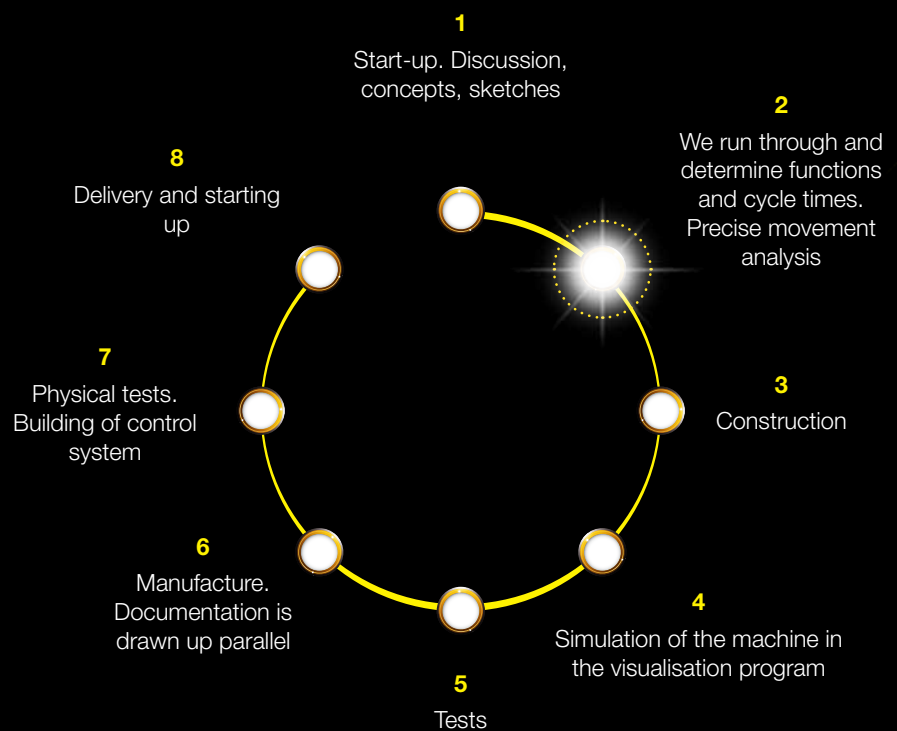 1
Start-up. Discussion,
concepts, sketches
2
We run through and
determine functions
and cycle times.
Precise movement
analysis
3
Construction
4
Simulation of the machine in
the visualisation program
5
Tests
6
Manufacture.
Documentation is
drawn up parallel
7
Physical tests.
Building of control
system
8
Delivery and starting
up